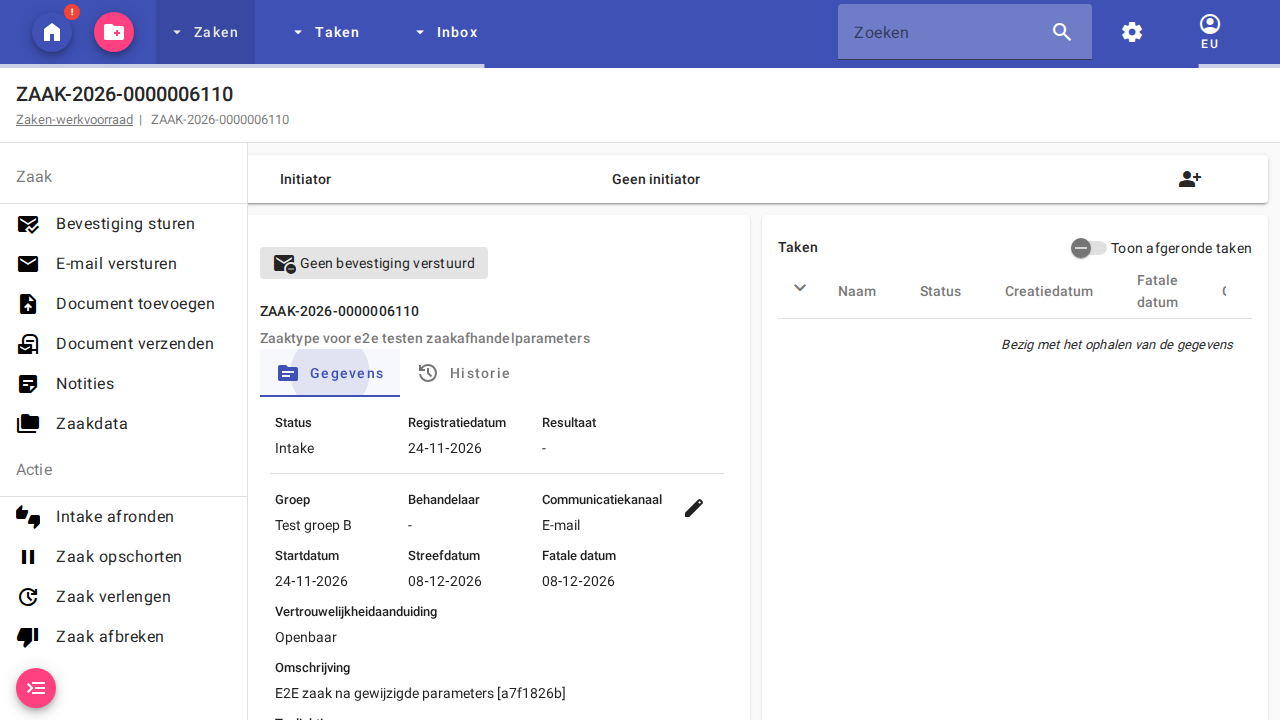 !
Zaken
Taken
Inbox
Zoeken
EU
ZAAK-2026-0000006110
Zaken-werkvoorraad | ZAAK-2026-0000006110
Zaak
Bevestiging sturen
E-mail versturen
Document toevoegen
Document verzenden
Notities
Zaakdata
Actie
Intake afronden
Zaak opschorten
Zaak verlengen
Zaak afbreken
Initiator
Geen initiator
Geen bevestiging verstuurd
ZAAK-2026-0000006110
Zaaktype voor e2e testen zaakafhandelparameters
Gegevens
Historie
Status Registratiedatum Resultaat
Intake 24-11-2026 -
Groep Behandelaar Communicatiekanaal
Test groep B - E-mail
Startdatum Streefdatum Fatale datum
24-11-2026 08-12-2026 08-12-2026
Vertrouwelijkheidaanduiding
Openbaar
Omschrijving
E2E zaak na gewijzigde parameters [a7f1826b]
Taken
Toon afgeronde taken
Naam Status Creatiedatum Fatale datum
Bezig met het ophalen van de gegevens